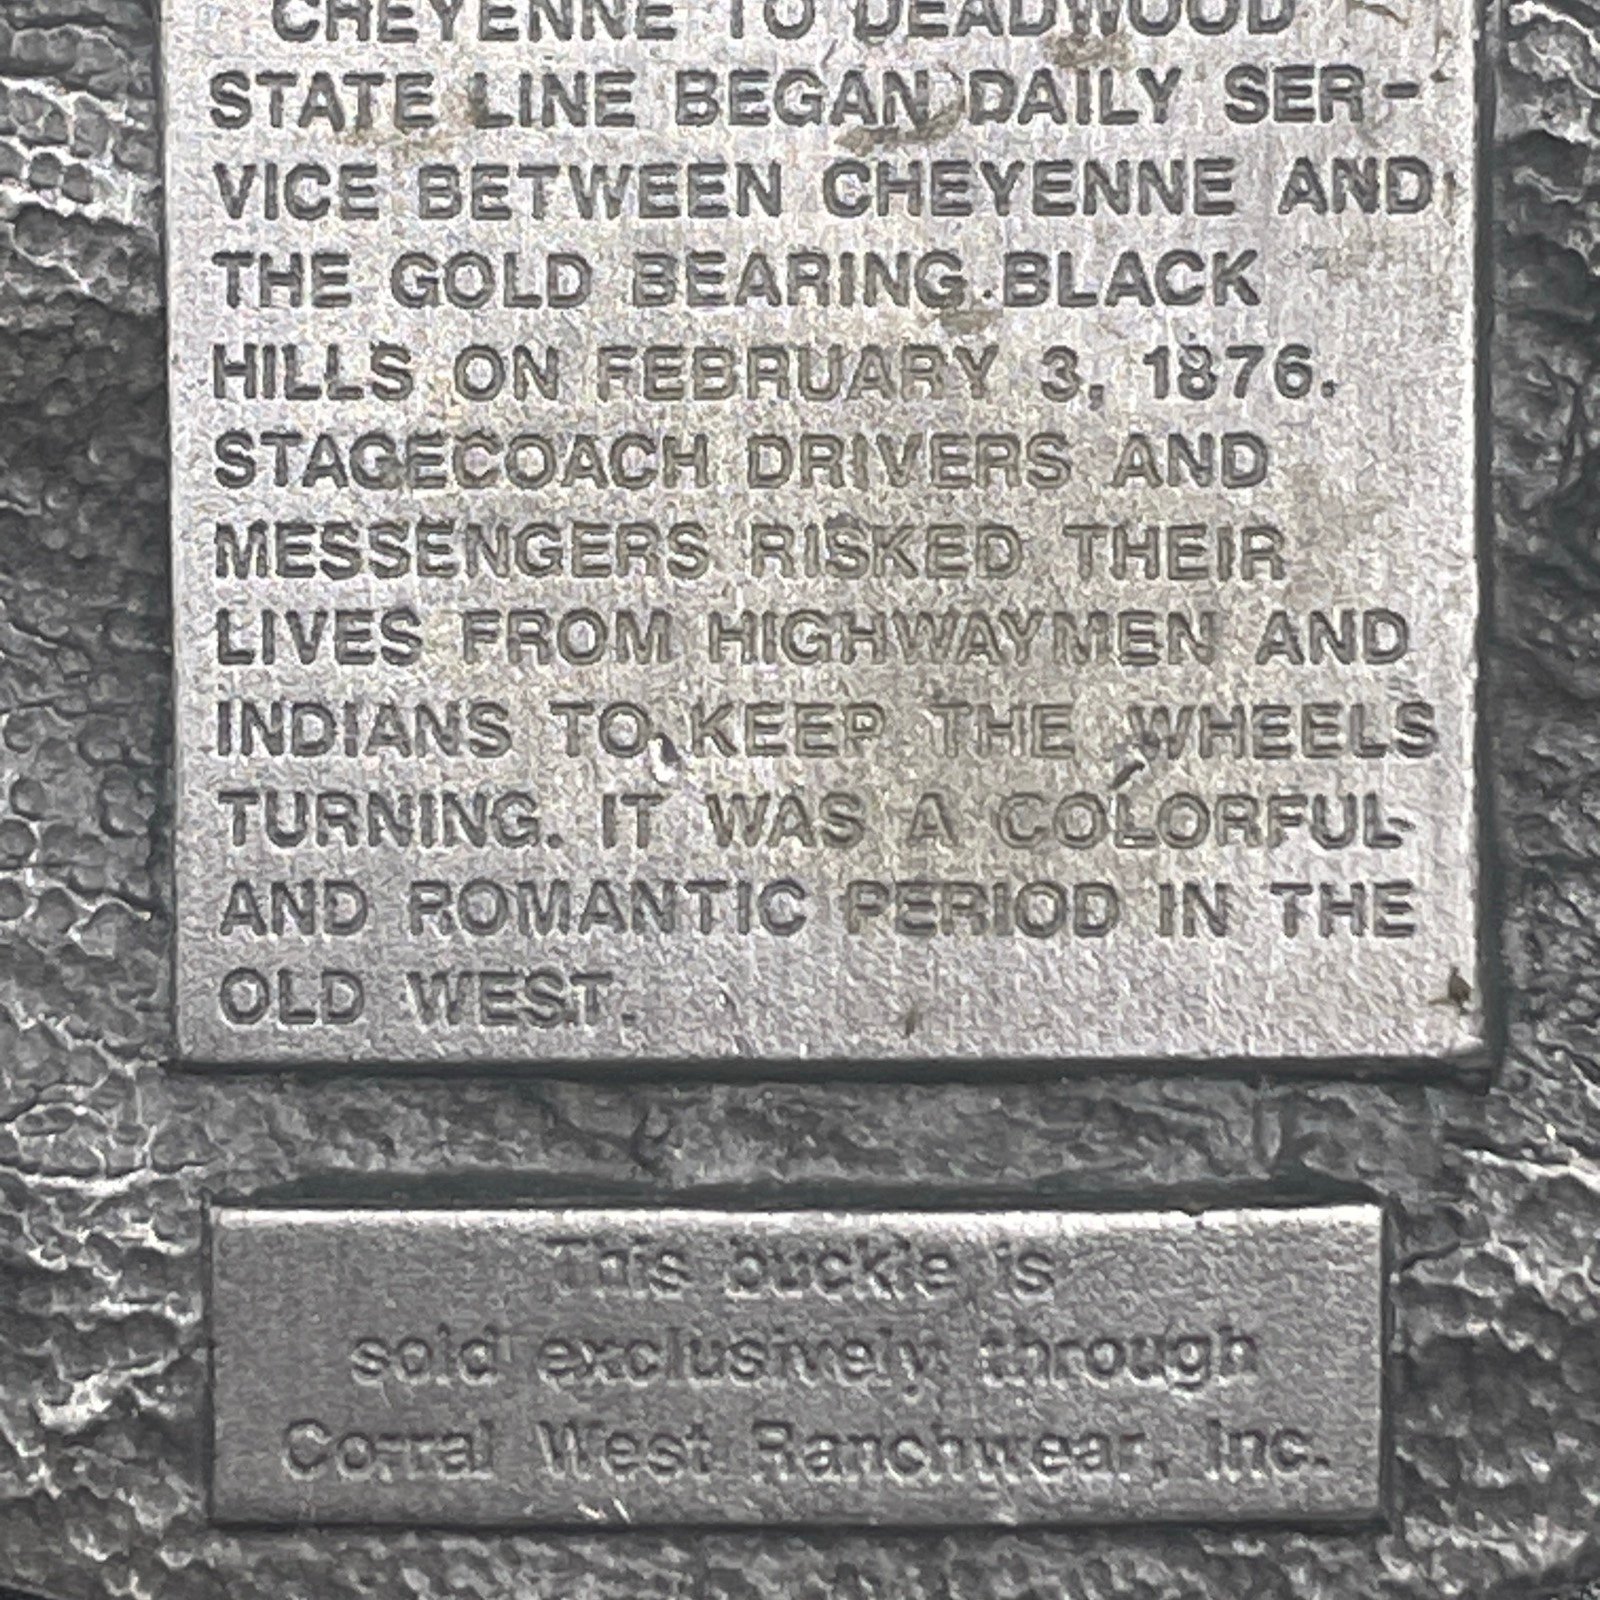 CHEYENNE TO DEADWOOD
STATE LINE BEGAN DAILY SER-
VICE BETWEEN CHEYENNE AND
THE GOLD BEARING BLACK
HILLS ON FEBRUARY 3, 1876.
STAGECOACH DRIVERS AND
MESSENGERS RISKED THEIR
LIVES FROM HIGHWAYMEN AND
INDIANS TO KEEP THE WHEELS
TURNING. IT WAS A COLORFUL
AND ROMANTIC PERIOD IN THE
OLD WEST.
This buckle is
sold exclusively through
Corral West Ranchwear, Inc.